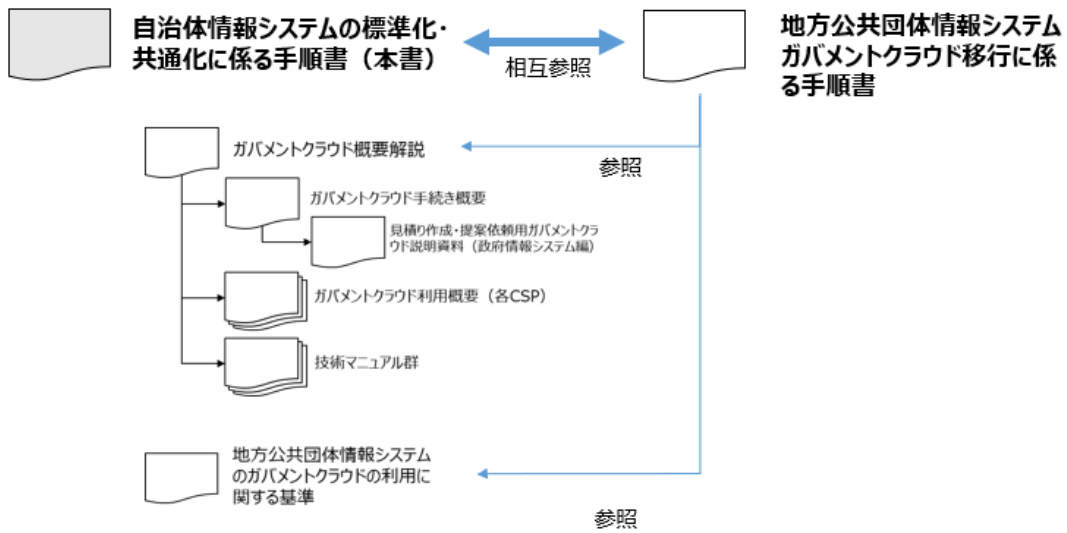 自治体情報システムの標準化・
共通化に係る手順書（本書）
相互参照
地方公共団体情報システム
ガバメントクラウド移行に係
る手順書
ガバメントクラウド概要解説
参照
ガバメントクラウド手続き概要
見積り作成・提案依頼用ガバメントクラ
ウド説明資料（政府情報システム編）
ガバメントクラウド利用概要（各CSP）
技術マニュアル群
地方公共団体情報システム
のガバメントクラウドの利用に
関する基準
参照